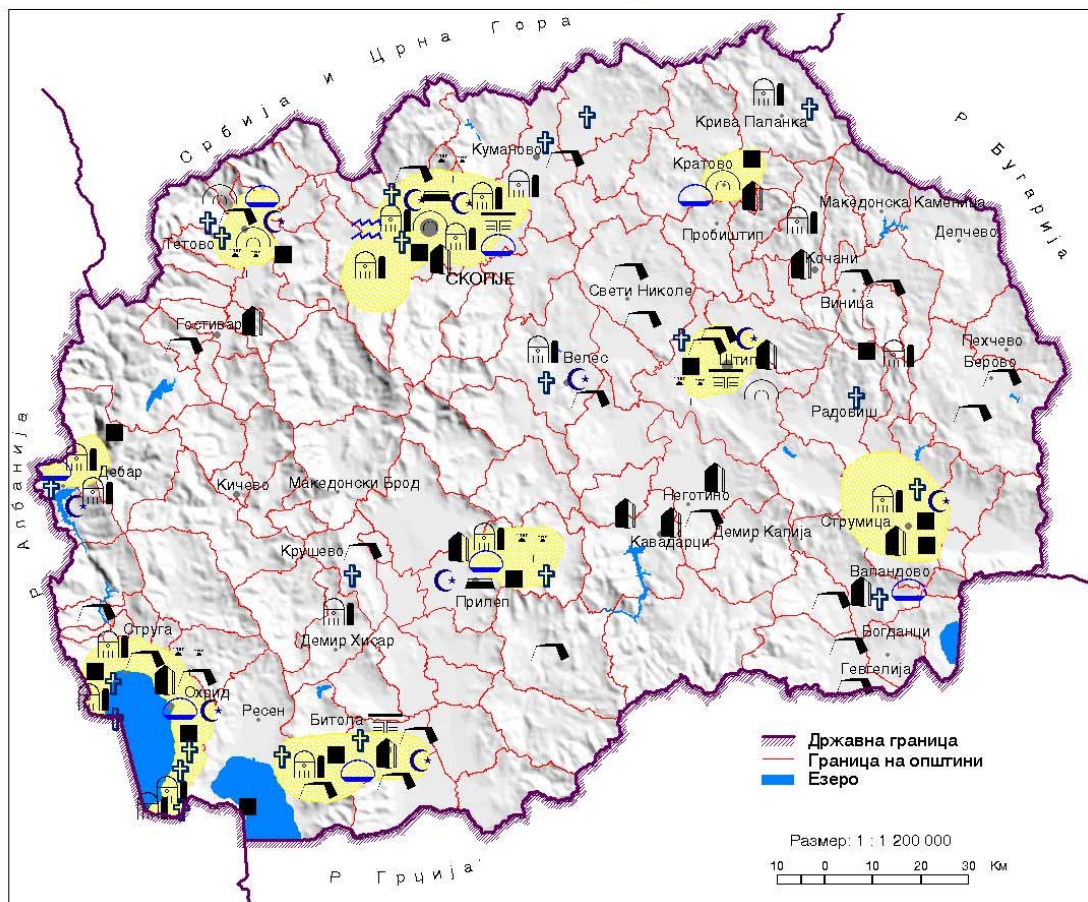 Србија и Црна Гора
Крива Паланка
Куманово
Р Бугарија
Кратово
Македонска Каменица
Делчево
Пробиштип
Тетово
Кочани
СКОПЈЕ
Свети Николе
Виница
Гостивар
Пехчево
Велес
Штип
Берово
Радовиш
Р Албанија
Дебар
Кичево
Македонски Брод
Неготино
Струмица
Кавадарци
Демир Капија
Крушево
Валандово
Прилеп
Струга
Демир Хисар
Богданци
Гевгелија
Охрид
Ресен
Битола
Државна граница
Граница на општини
Езеро
Размер: 1 : 1 200 000
10 0 10 20 30 Км
Р Грција